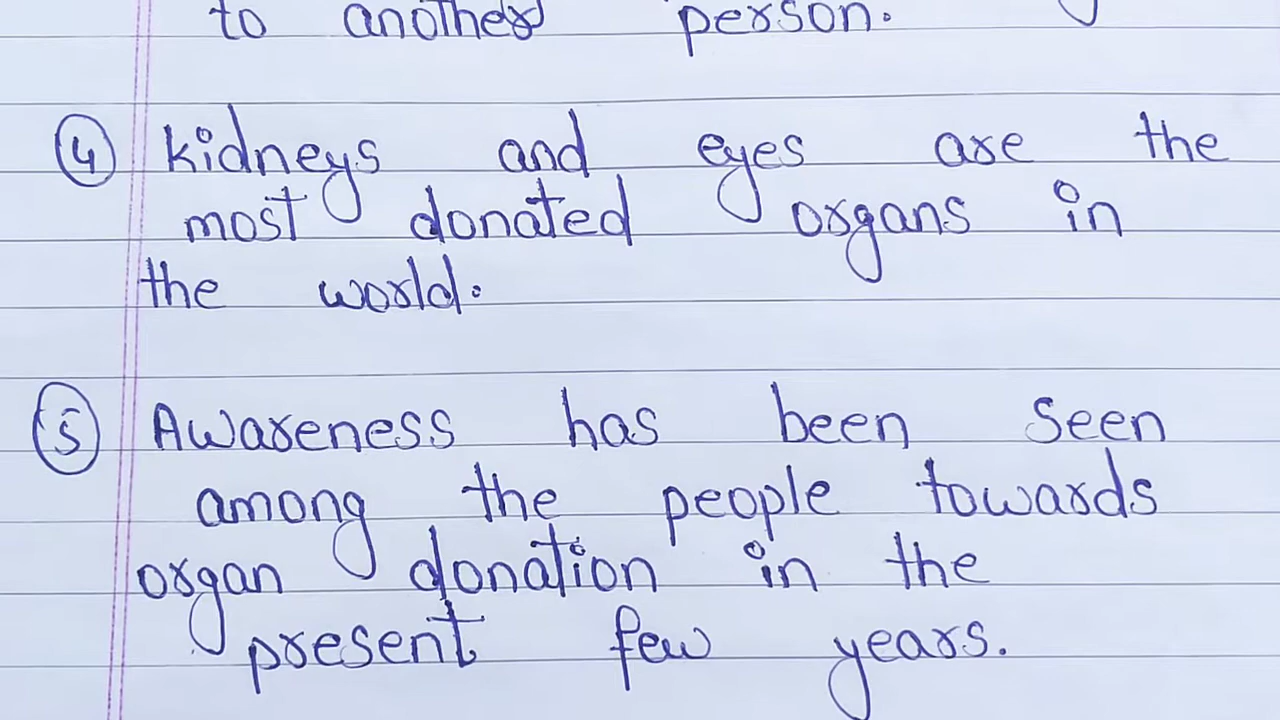 to another person.
④ Kidneys and eyes are the
most donated organs in
the world.
⑤ Awareness has been seen
among the people towards
organ donation in the
present few years.